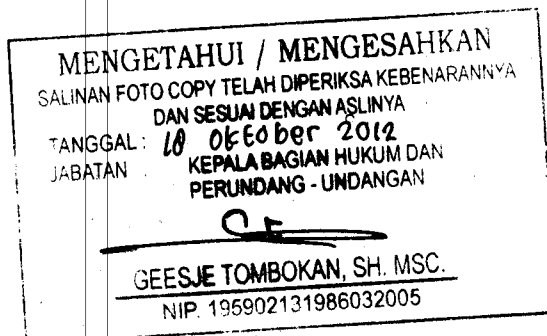 MENGETAHUI / MENGESAHKAN
SALINAN FOTO COPY TELAH DIPERIKSA KEBENARANNYA
DAN SESUAI DENGAN ASLINYA
TANGGAL : 18 Oktober 2012
JABATAN KEPALA BAGIAN HUKUM DAN
PERUNDANG - UNDANGAN
GEESJE TOMBOKAN, SH. MSC.
NIP. 195902131986032005